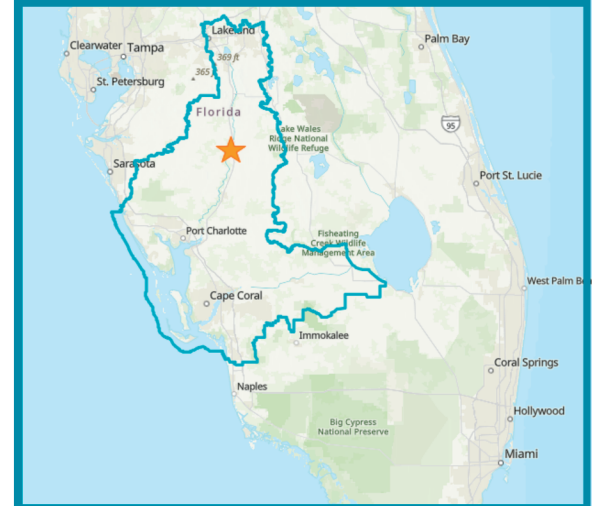 Lakeland
Palm Bay
Clearwater
Tampa
369 ft
365
St. Petersburg
Florida
95
Lake Wales
Ridge National
Wildlife Refuge
Sarasota
Port St. Lucie
Port Charlotte
Fisheating
Creek Wildlife
Management Area
West Palm Be
Cape Coral
Immokalee
Coral Springs
Naples
Hollywood
Big Cypress
National Preserve
Miami